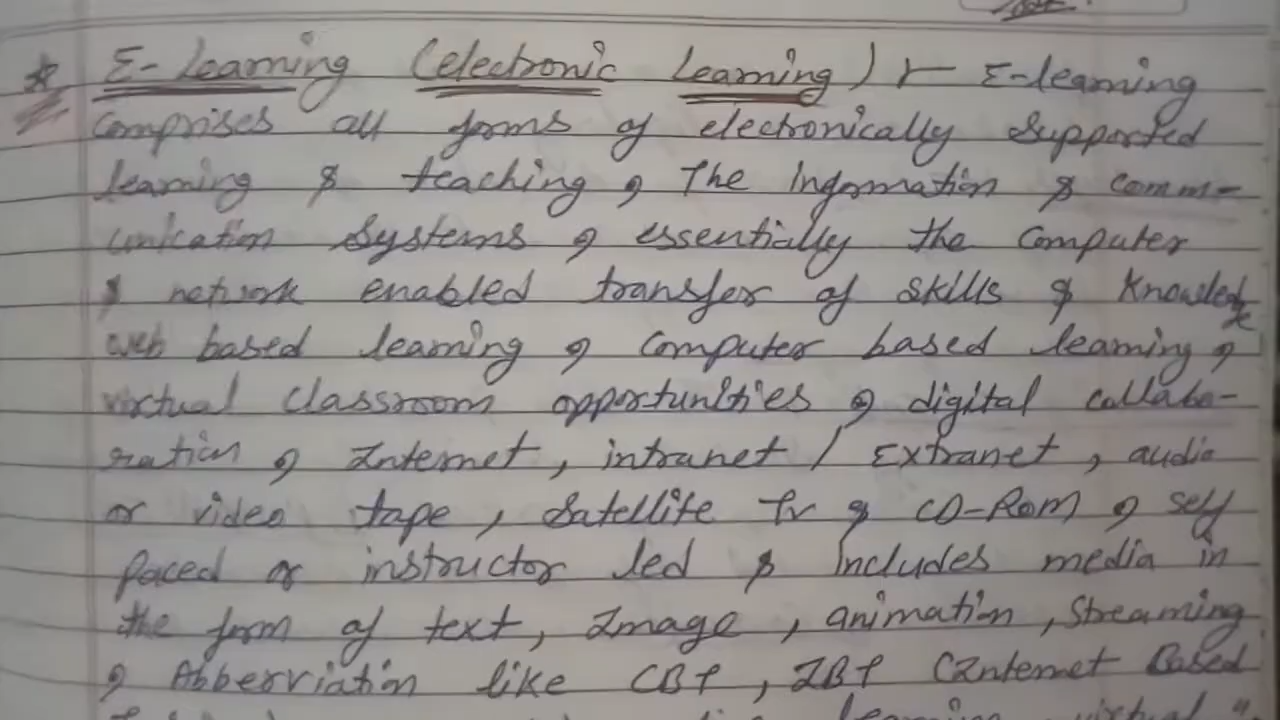 E-Learning (electronic Learning) :- E-learning
comprises all forms of electronically supported
learning & teaching, The Information & comm-
unication Systems, essentially the computer
& network enabled transfer of skills & Knowledge
web based learning, computer based learning,
virtual classroom opportunities, digital collabo-
ration, Internet, intranet / Extranet, audio
or video tape, Satellite TV & CD-ROM, self
paced or instructor led & Includes media in
the form of text, Image, animation, Streaming
, Abberviation like CBT, IBT (Internet Based
learning virtual